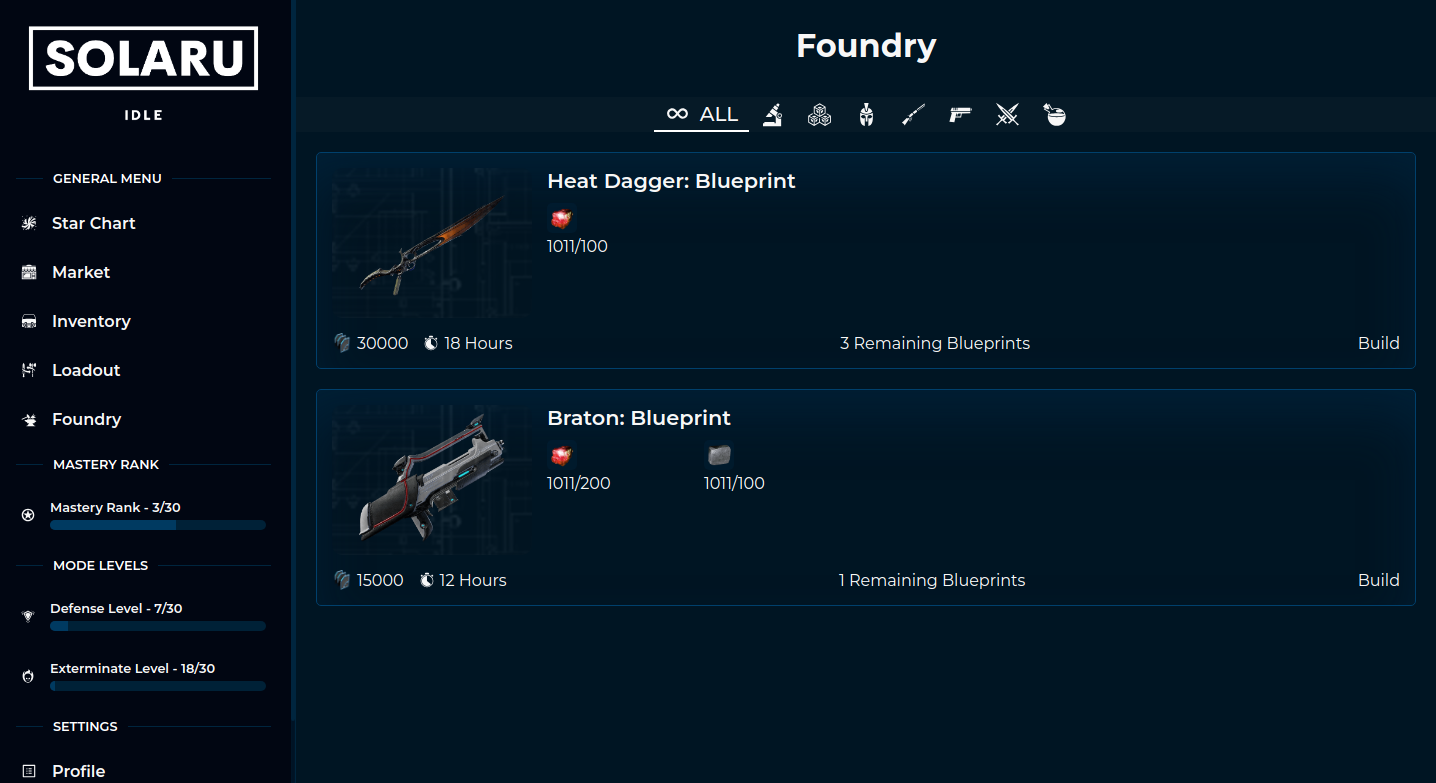 SOLARU
IDLE
GENERAL MENU
Star Chart
Market
Inventory
Loadout
Foundry
MASTERY RANK
Mastery Rank - 3/30
MODE LEVELS
Defense Level - 7/30
Exterminate Level - 18/30
SETTINGS
Profile
Foundry
ALL
Heat Dagger: Blueprint
1011/100
30000 18 Hours 3 Remaining Blueprints Build
Braton: Blueprint
1011/200 1011/100
15000 12 Hours 1 Remaining Blueprints Build